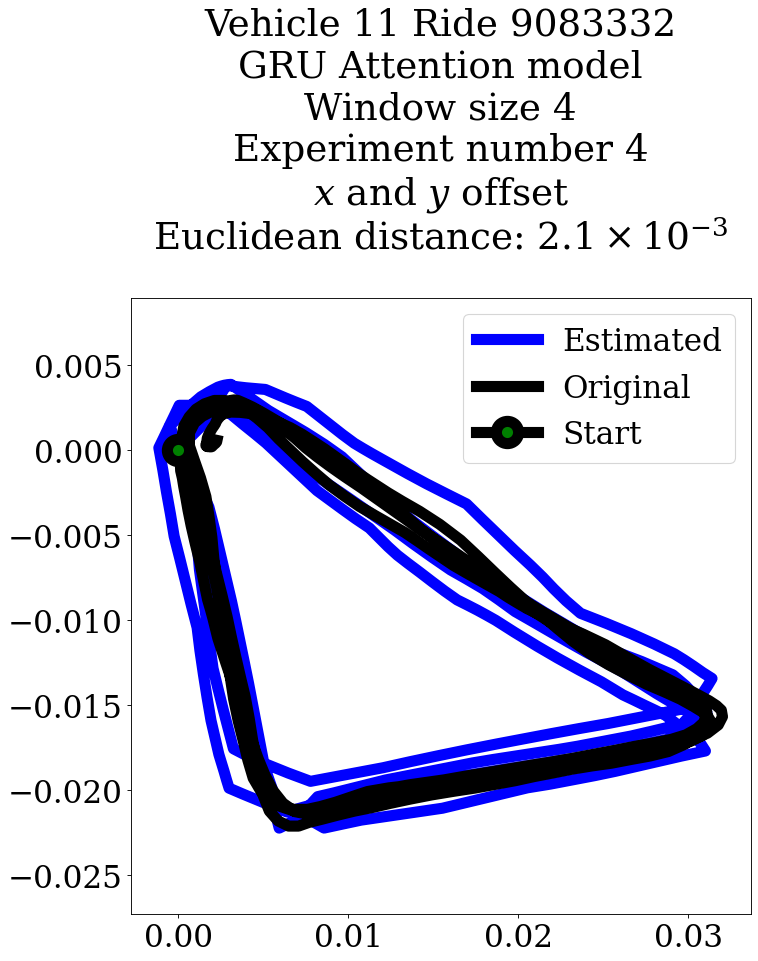 Vehicle 11 Ride 9083332
GRU Attention model
Window size 4
Experiment number 4
x and y offset
Euclidean distance: 2.1 × 10⁻³
Estimated
Original
Start
0.005
0.000
−0.005
−0.010
−0.015
−0.020
−0.025
0.00 0.01 0.02 0.03